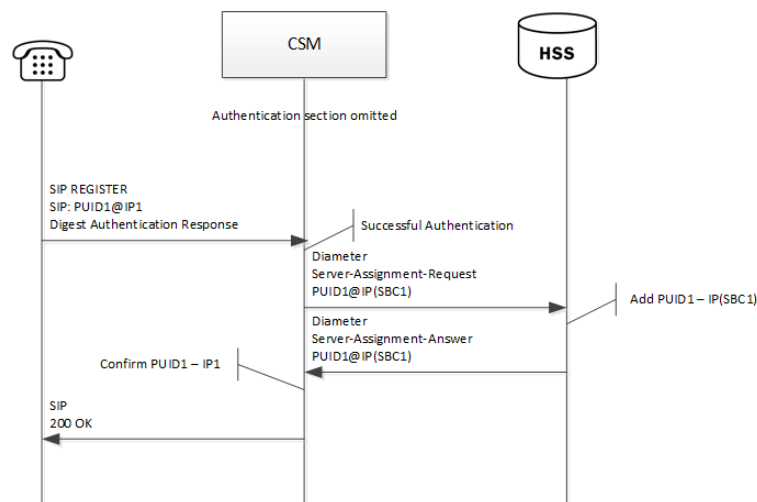 CSM
HSS
Authentication section omitted
SIP REGISTER
SIP: PUID1@IP1
Digest Authentication Response
Successful Authentication
Diameter
Server-Assignment-Request
PUID1@IP(SBC1)
Add PUID1 – IP(SBC1)
Diameter
Server-Assignment-Answer
PUID1@IP(SBC1)
Confirm PUID1 – IP1
SIP
200 OK